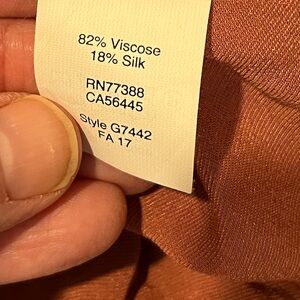 82% Viscose
18% Silk
RN77388
CA56445
Style G7442
FA 17